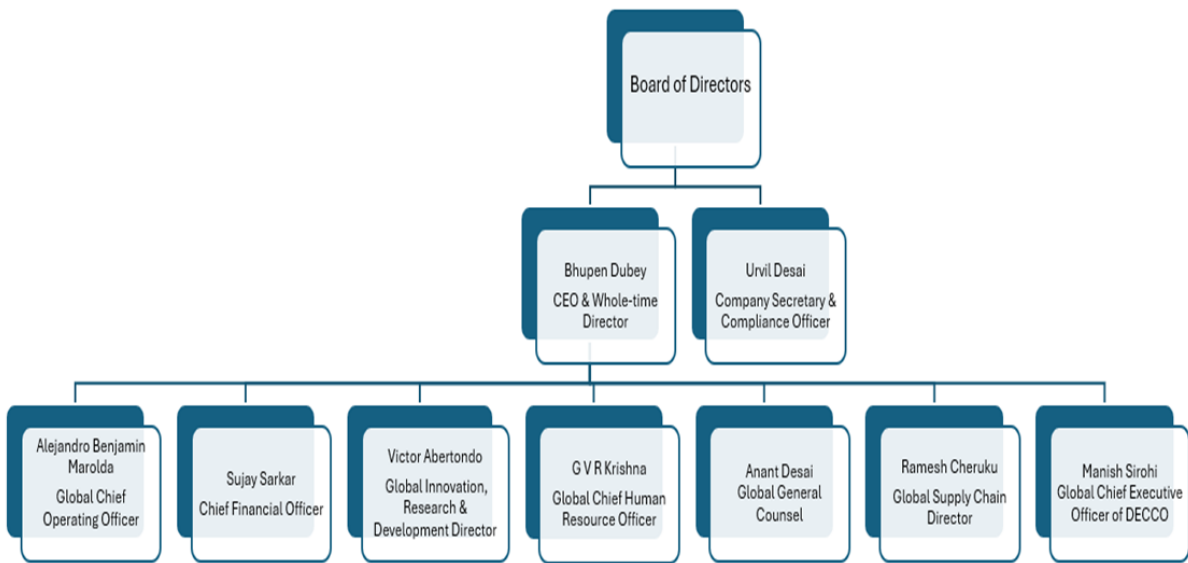 Board of Directors
Bhupen Dubey
CEO & Whole-time
Director
Urvil Desai
Company Secretary &
Compliance Officer
Alejandro Benjamin
Marolda
Global Chief
Operating Officer
Sujay Sarkar
Chief Financial Officer
Victor Abertondo
Global Innovation,
Research &
Development Director
G V R Krishna
Global Chief Human
Resource Officer
Anant Desai
Global General
Counsel
Ramesh Cheruku
Global Supply Chain
Director
Manish Sirohi
Global Chief Executive
Officer of DECCO